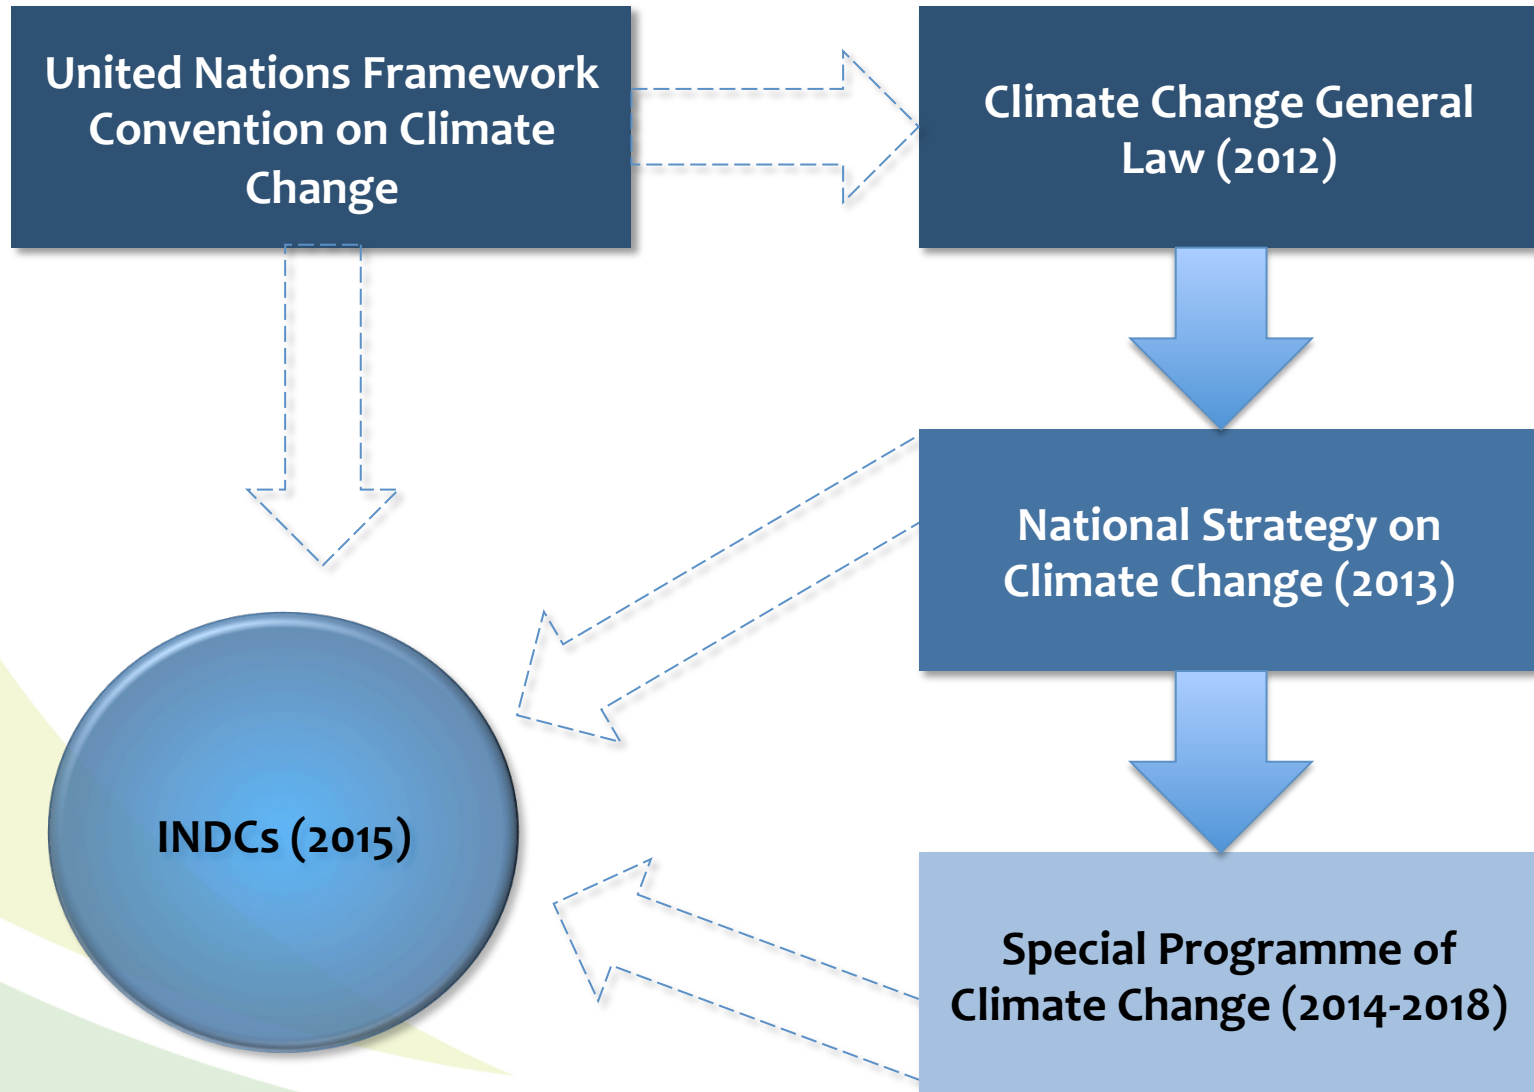 United Nations Framework
Convention on Climate
Change
Climate Change General
Law (2012)
National Strategy on
Climate Change (2013)
INDCs (2015)
Special Programme of
Climate Change (2014-2018)